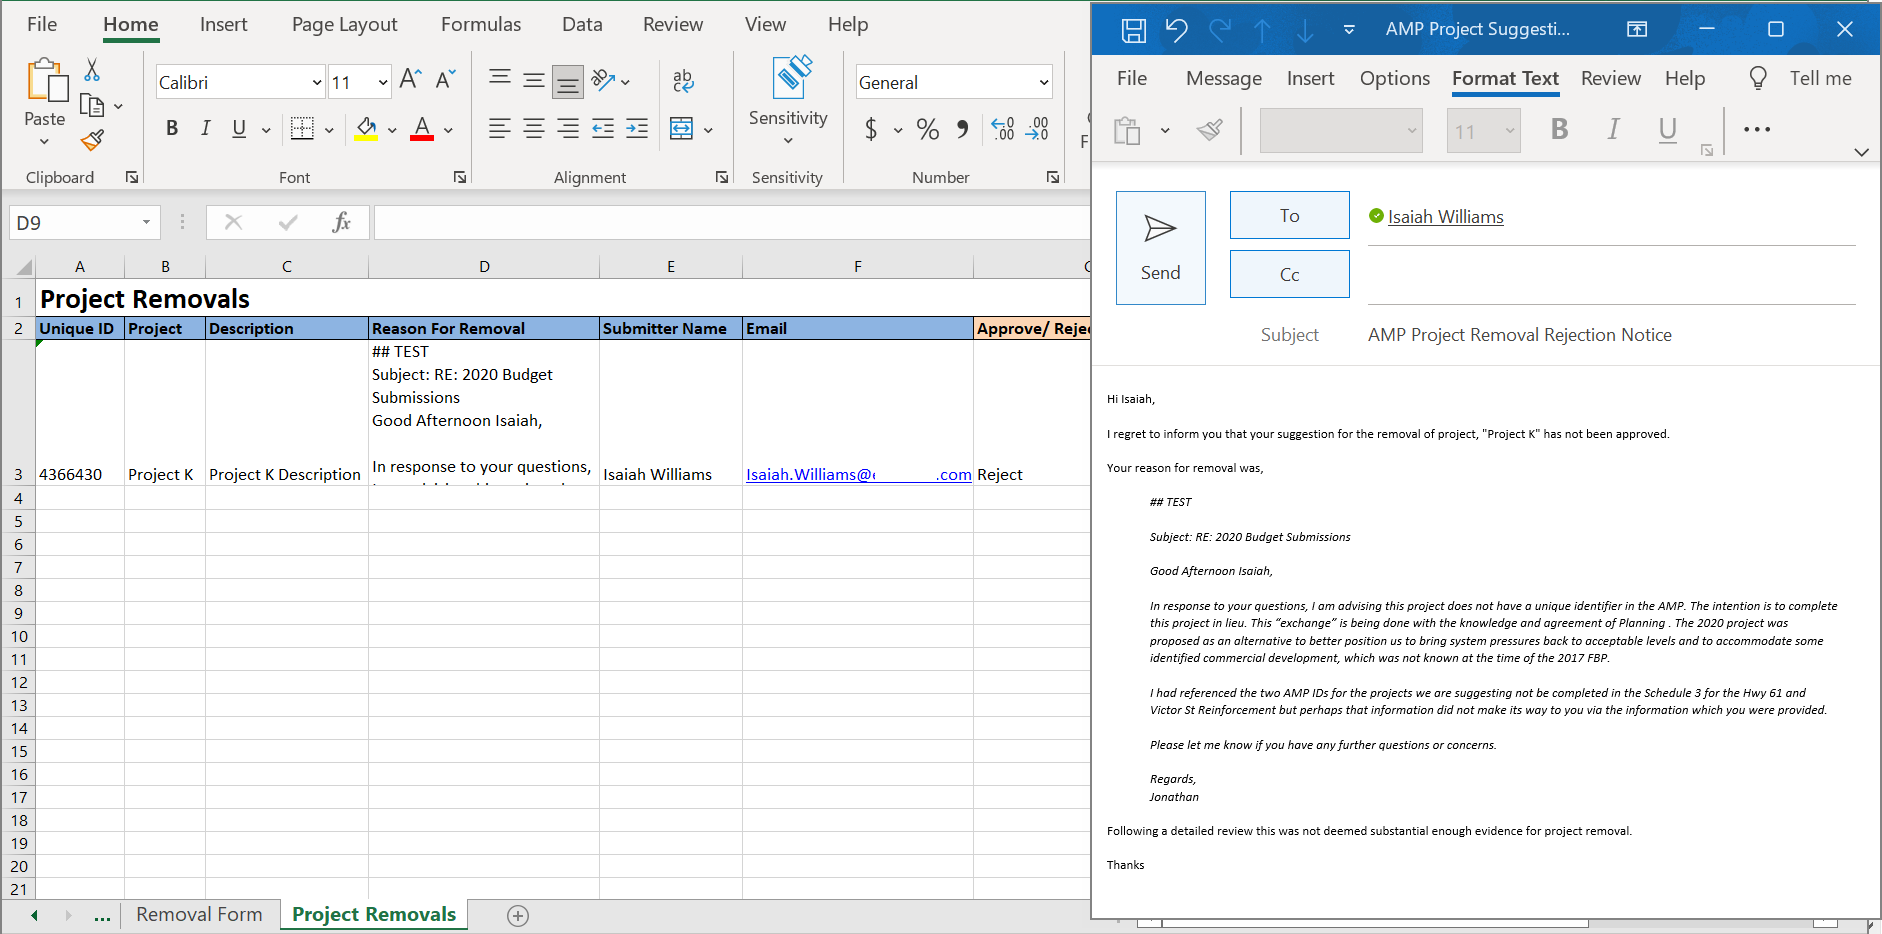 File Home Insert Page Layout Formulas Data Review View Help
Calibri 11 A A ab General
Paste Sensitivity
B I U A $ % .00 .00
Clipboard Font Alignment Sensitivity Number
D9 fx
A B C D E F
1 Project Removals
2 Unique ID Project Description Reason For Removal Submitter Name Email Approve/ Rejec
## TEST
Subject: RE: 2020 Budget
Submissions
Good Afternoon Isaiah,
In response to your questions,
3 4366430 Project K Project K Description Isaiah Williams Isaiah.Williams@ .com Reject
4
5
6
7
8
9
10
11
12
13
14
15
16
17
18
19
20
21
... Removal Form Project Removals
AMP Project Suggesti...
File Message Insert Options Format Text Review Help Tell me
11 B I U ...
Send
To Isaiah Williams
Cc
Subject AMP Project Removal Rejection Notice
Hi Isaiah,
I regret to inform you that your suggestion for the removal of project, "Project K" has not been approved.
Your reason for removal was,
## TEST
Subject: RE: 2020 Budget Submissions
Good Afternoon Isaiah,
In response to your questions, I am advising this project does not have a unique identifier in the AMP. The intention is to complete
this project in lieu. This “exchange” is being done with the knowledge and agreement of Planning . The 2020 project was
proposed as an alternative to better position us to bring system pressures back to acceptable levels and to accommodate some
identified commercial development, which was not known at the time of the 2017 FBP.
I had referenced the two AMP IDs for the projects we are suggesting not be completed in the Schedule 3 for the Hwy 61 and
Victor St Reinforcement but perhaps that information did not make its way to you via the information which you were provided.
Please let me know if you have any further questions or concerns.
Regards,
Jonathan
Following a detailed review this was not deemed substantial enough evidence for project removal.
Thanks